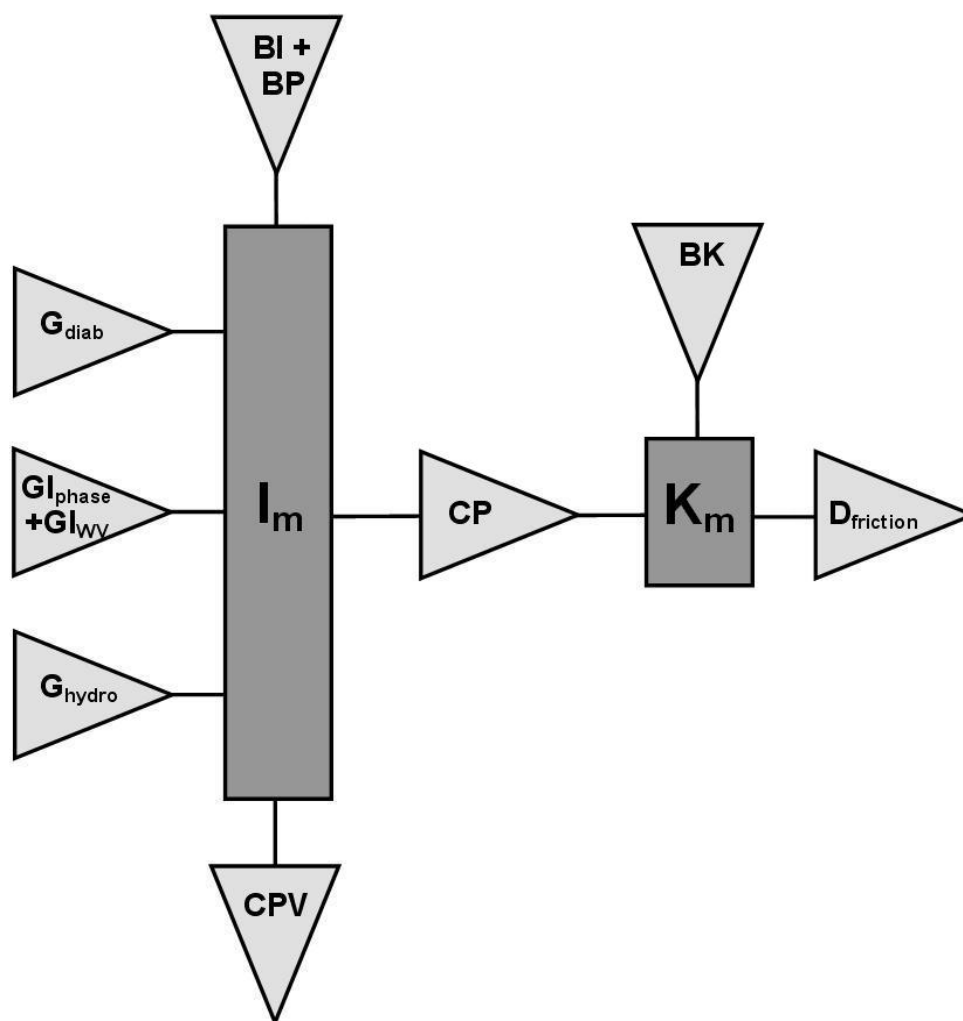 BI +
BP
BK
G_diab
GI_phase
+GI_WV
I_m
CP
K_m
D_friction
G_hydro
CPV